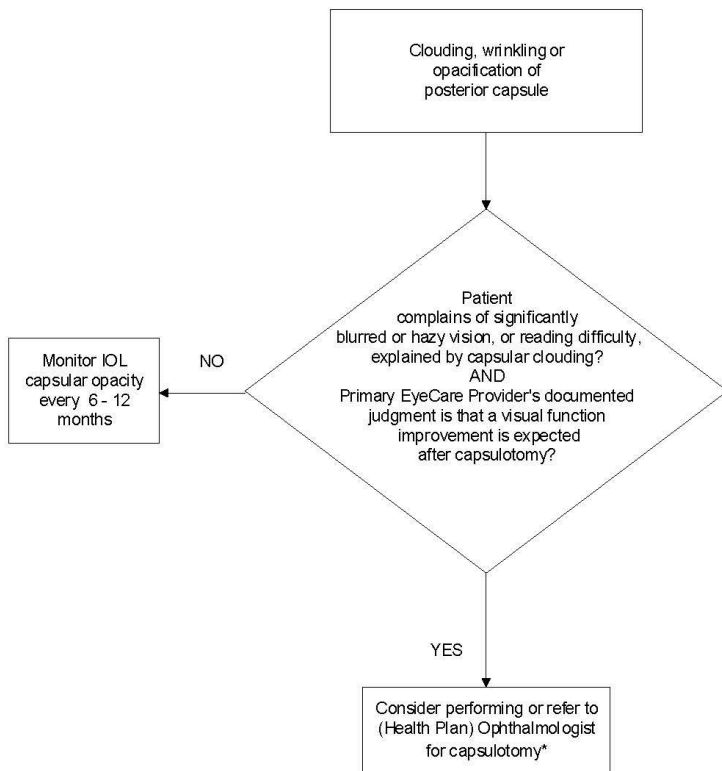 Clouding, wrinkling or
opacification of
posterior capsule
Patient
complains of significantly
blurred or hazy vision, or reading difficulty,
explained by capsular clouding?
AND
Primary EyeCare Provider's documented
judgment is that a visual function
improvement is expected
after capsulotomy?
NO
Monitor IOL
capsular opacity
every 6 - 12
months
YES
Consider performing or refer to
(Health Plan) Ophthalmologist
for capsulotomy*